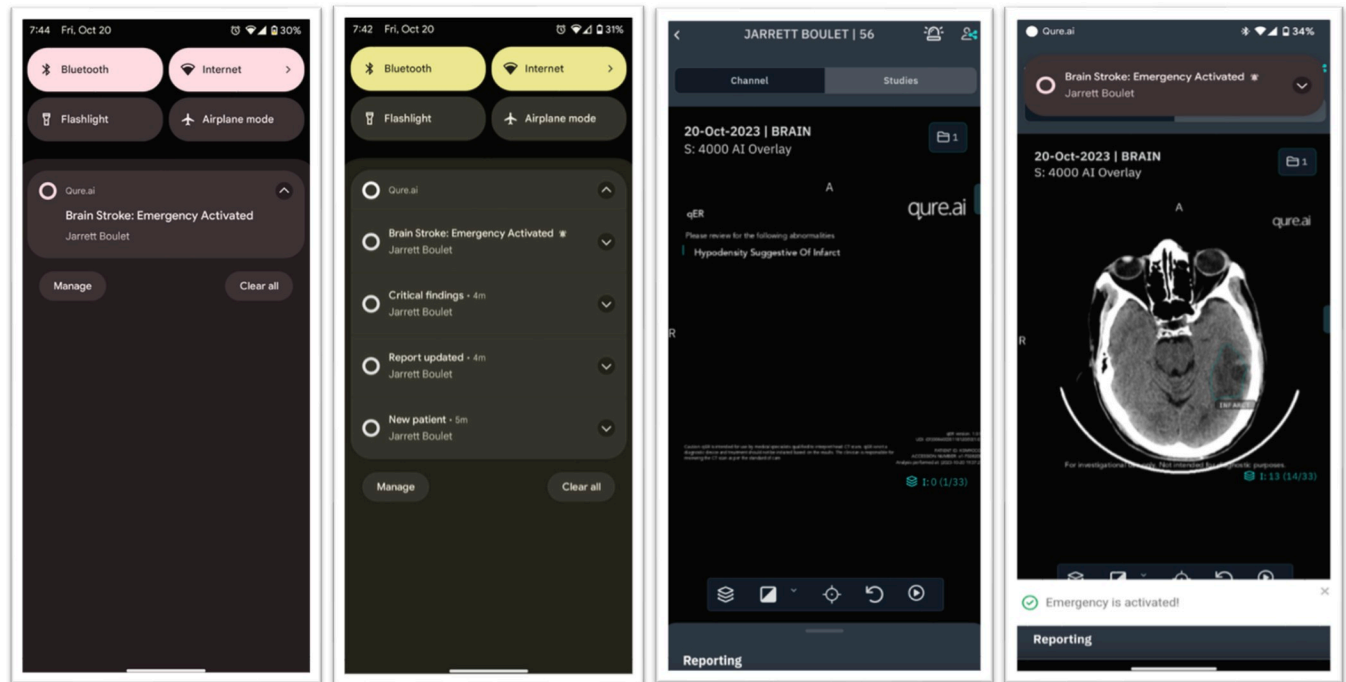 7:44 Fri, Oct 20 30%
Bluetooth
Internet
Flashlight
Airplane mode
Qure.ai
Brain Stroke: Emergency Activated
Jarrett Boulet
Manage
Clear all
7:42 Fri, Oct 20 31%
Bluetooth
Internet
Flashlight
Airplane mode
Qure.ai
Brain Stroke: Emergency Activated
Jarrett Boulet
Critical findings • 4m
Jarrett Boulet
Report updated • 4m
Jarrett Boulet
New patient • 5m
Jarrett Boulet
Manage
Clear all
JARRETT BOULET | 56
Channel
Studies
20-Oct-2023 | BRAIN
1
S: 4000 AI Overlay
A
qure.ai
qER
Please review for the following abnormalities
Hypodensity Suggestive Of Infarct
R
I: 0 (1/33)
Reporting
Qure.ai 34%
Brain Stroke: Emergency Activated
Jarrett Boulet
20-Oct-2023 | BRAIN
1
S: 4000 AI Overlay
A
qure.ai
R
INFARCT
For investigational use only. Not intended for diagnostic purposes.
I: 13 (14/33)
Emergency is activated!
Reporting